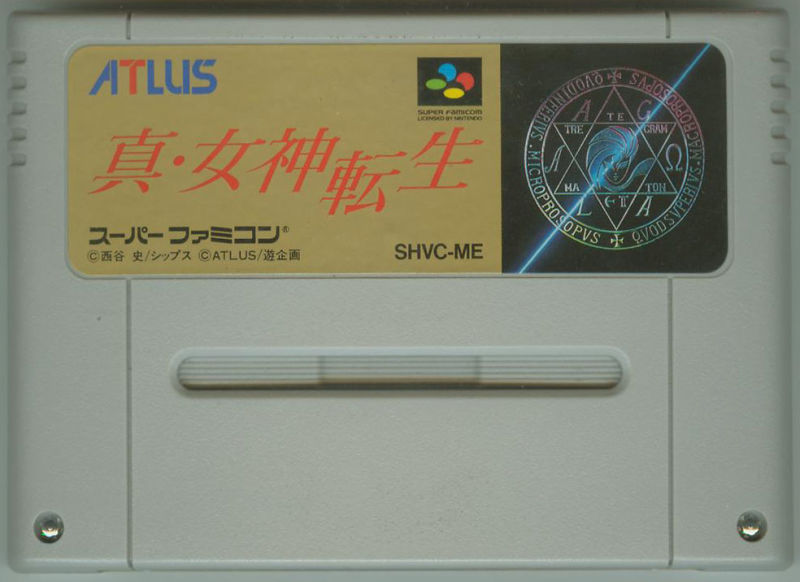 ATLUS
SUPER FAMICOM
LICENSED BY NINTENDO
真・女神転生
スーパーファミコン®
©西谷 史/シップス ©ATLUS/遊企画
SHVC-ME
QVODINFERIVS · MACROPROSOPVS
MICROPROSOPVS ✠ QVODSVPERIVS
A TE G
TRE GRAM
Λ Ω
MA TOH
L ETA A